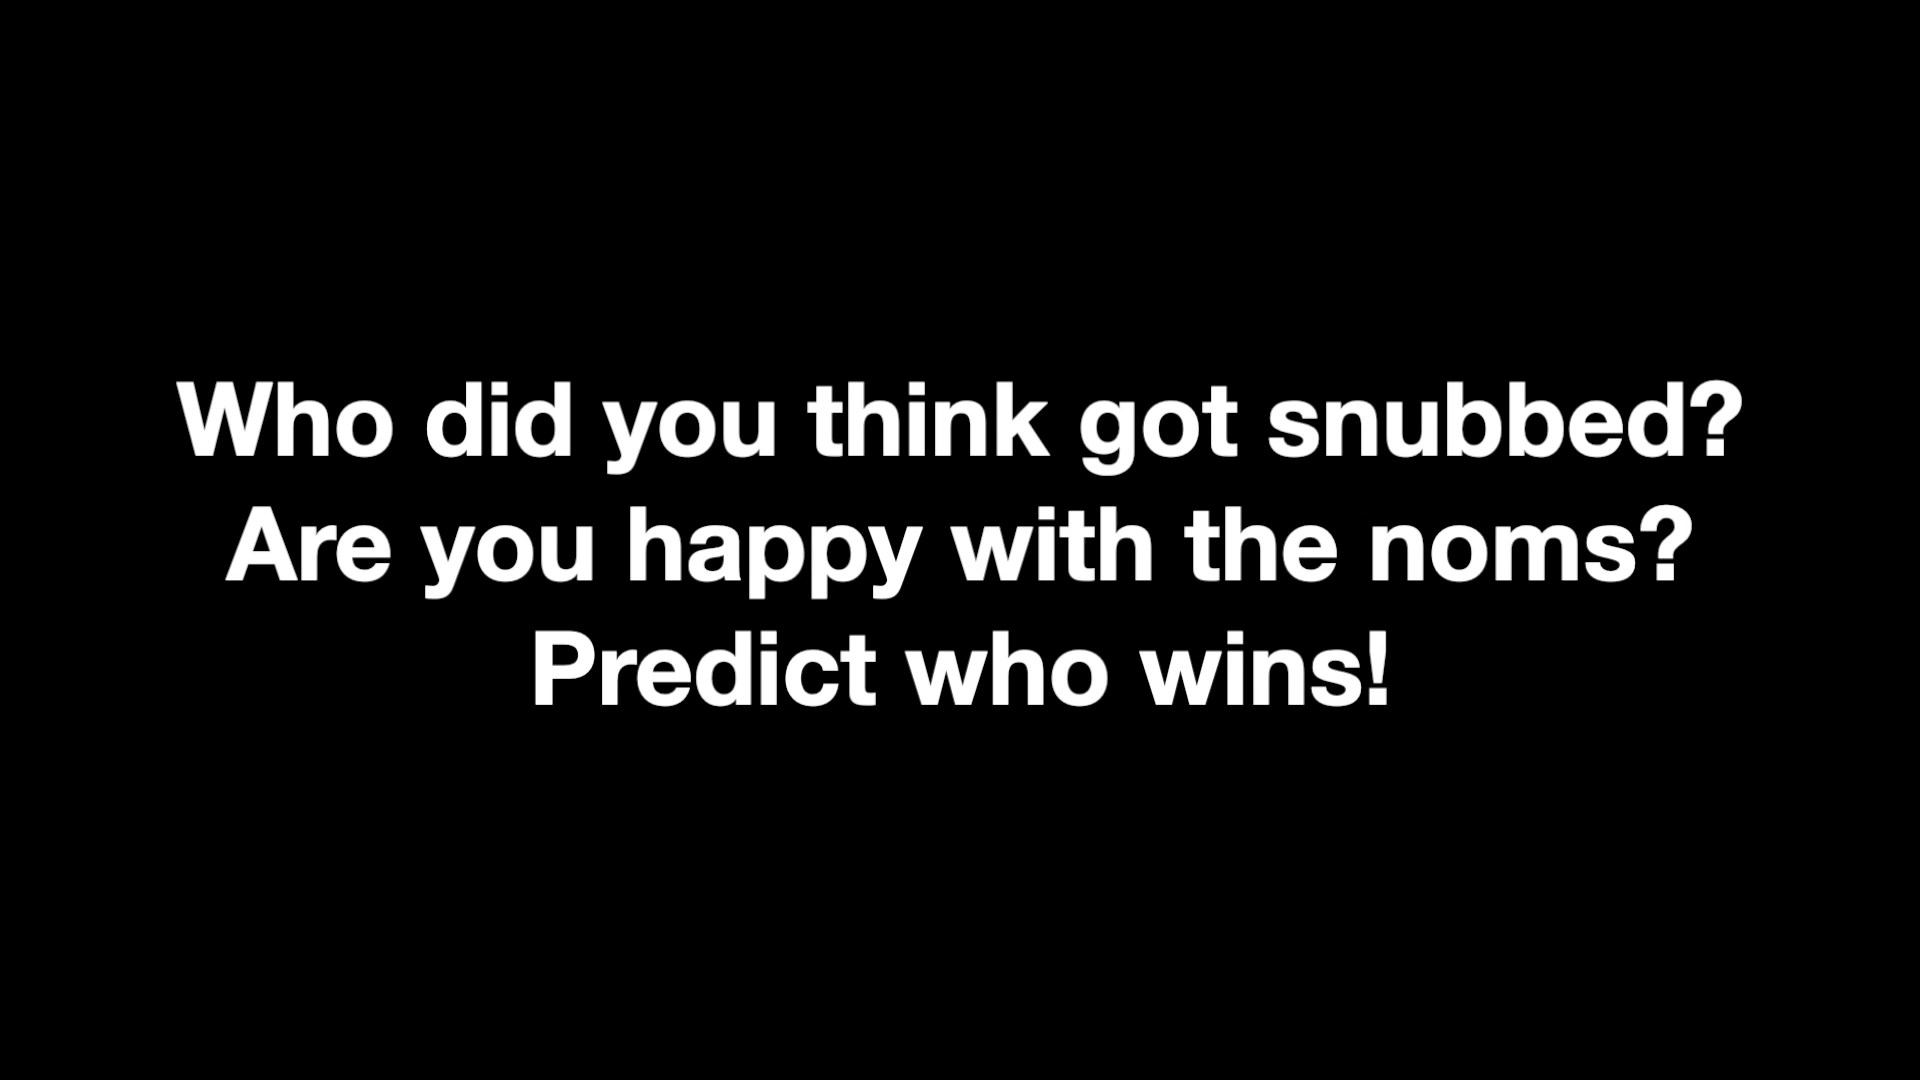 Who did you think got snubbed?
Are you happy with the noms?
Predict who wins!